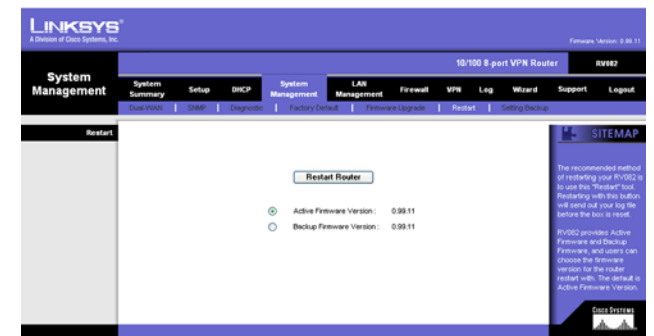 LINKSYS®
A Division of Cisco Systems, Inc.
Firmware Version: 0.99.11
10/100 8-port VPN Router
RV082
System Management
System Summary
Setup
DHCP
System Management
LAN Management
Firewall
VPN
Log
Wizard
Support
Logout
Dual-WAN | SNMP | Diagnostic | Factory Default | Firmware Upgrade | Restart | Setting Backup
Restart
SITEMAP
Restart Router
Active Firmware Version : 0.99.11
Backup Firmware Version : 0.99.11
The recommended method
of restarting your RV082 is
to use this "Restart" tool.
Restarting with this button
will send out your log file
before the box is reset.
RV082 provides Active
Firmware and Backup
Firmware, and users can
choose the firmware
version for the router
restart with. The default is
Active Firmware Version.
CISCO SYSTEMS